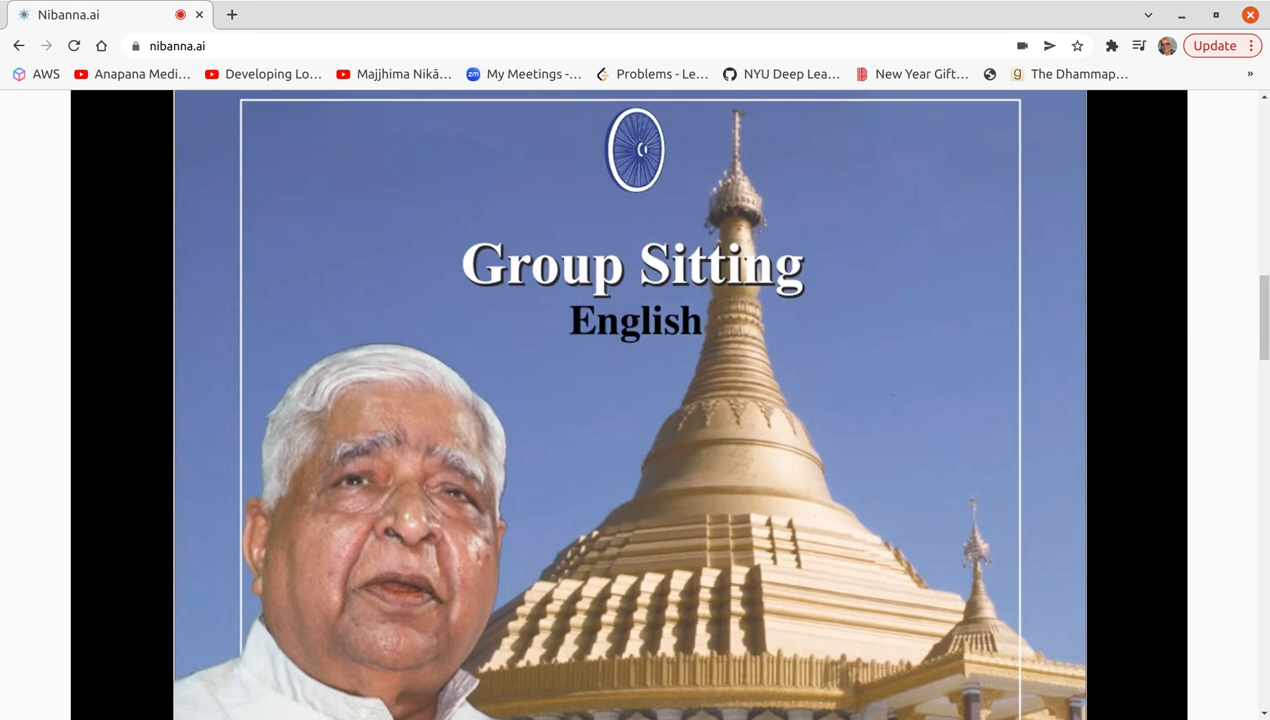 Nibanna.ai
nibanna.ai
Update
AWS
Anapana Medi...
Developing Lo...
Majjhima Nikā...
zm
My Meetings -...
Problems - Le...
NYU Deep Lea...
New Year Gift...
g
The Dhammap...
»
Group Sitting
English